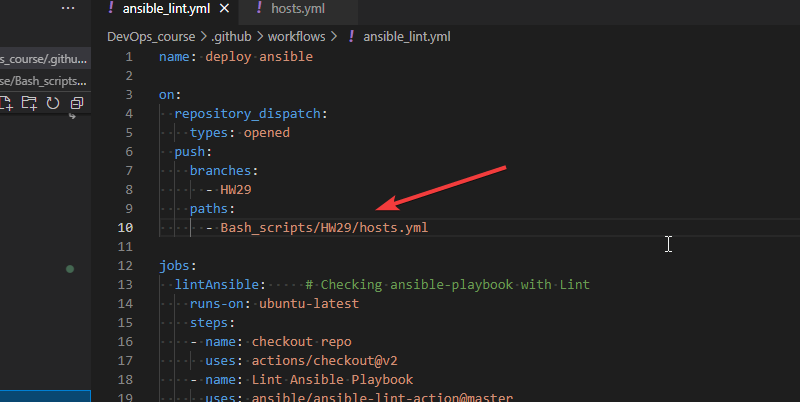 ansible_lint.yml
hosts.yml
DevOps_course > .github > workflows > ! ansible_lint.yml
s_course/.githu...
se/Bash_scripts...
1 name: deploy ansible
2
3 on:
4 repository_dispatch:
5 types: opened
6 push:
7 branches:
8 - HW29
9 paths:
10 - Bash_scripts/HW29/hosts.yml
11
12 jobs:
13 lintAnsible: # Checking ansible-playbook with Lint
14 runs-on: ubuntu-latest
15 steps:
16 - name: checkout repo
17 uses: actions/checkout@v2
18 - name: Lint Ansible Playbook
19 uses: ansible/ansible-lint-action@master